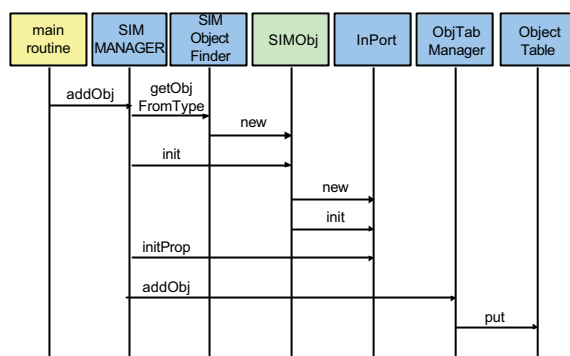 main
routine
SIM
MANAGER
SIM
Object
Finder
SIMObj
InPort
ObjTab
Manager
Object
Table
addObj
getObj
FromType
new
init
new
init
initProp
addObj
put